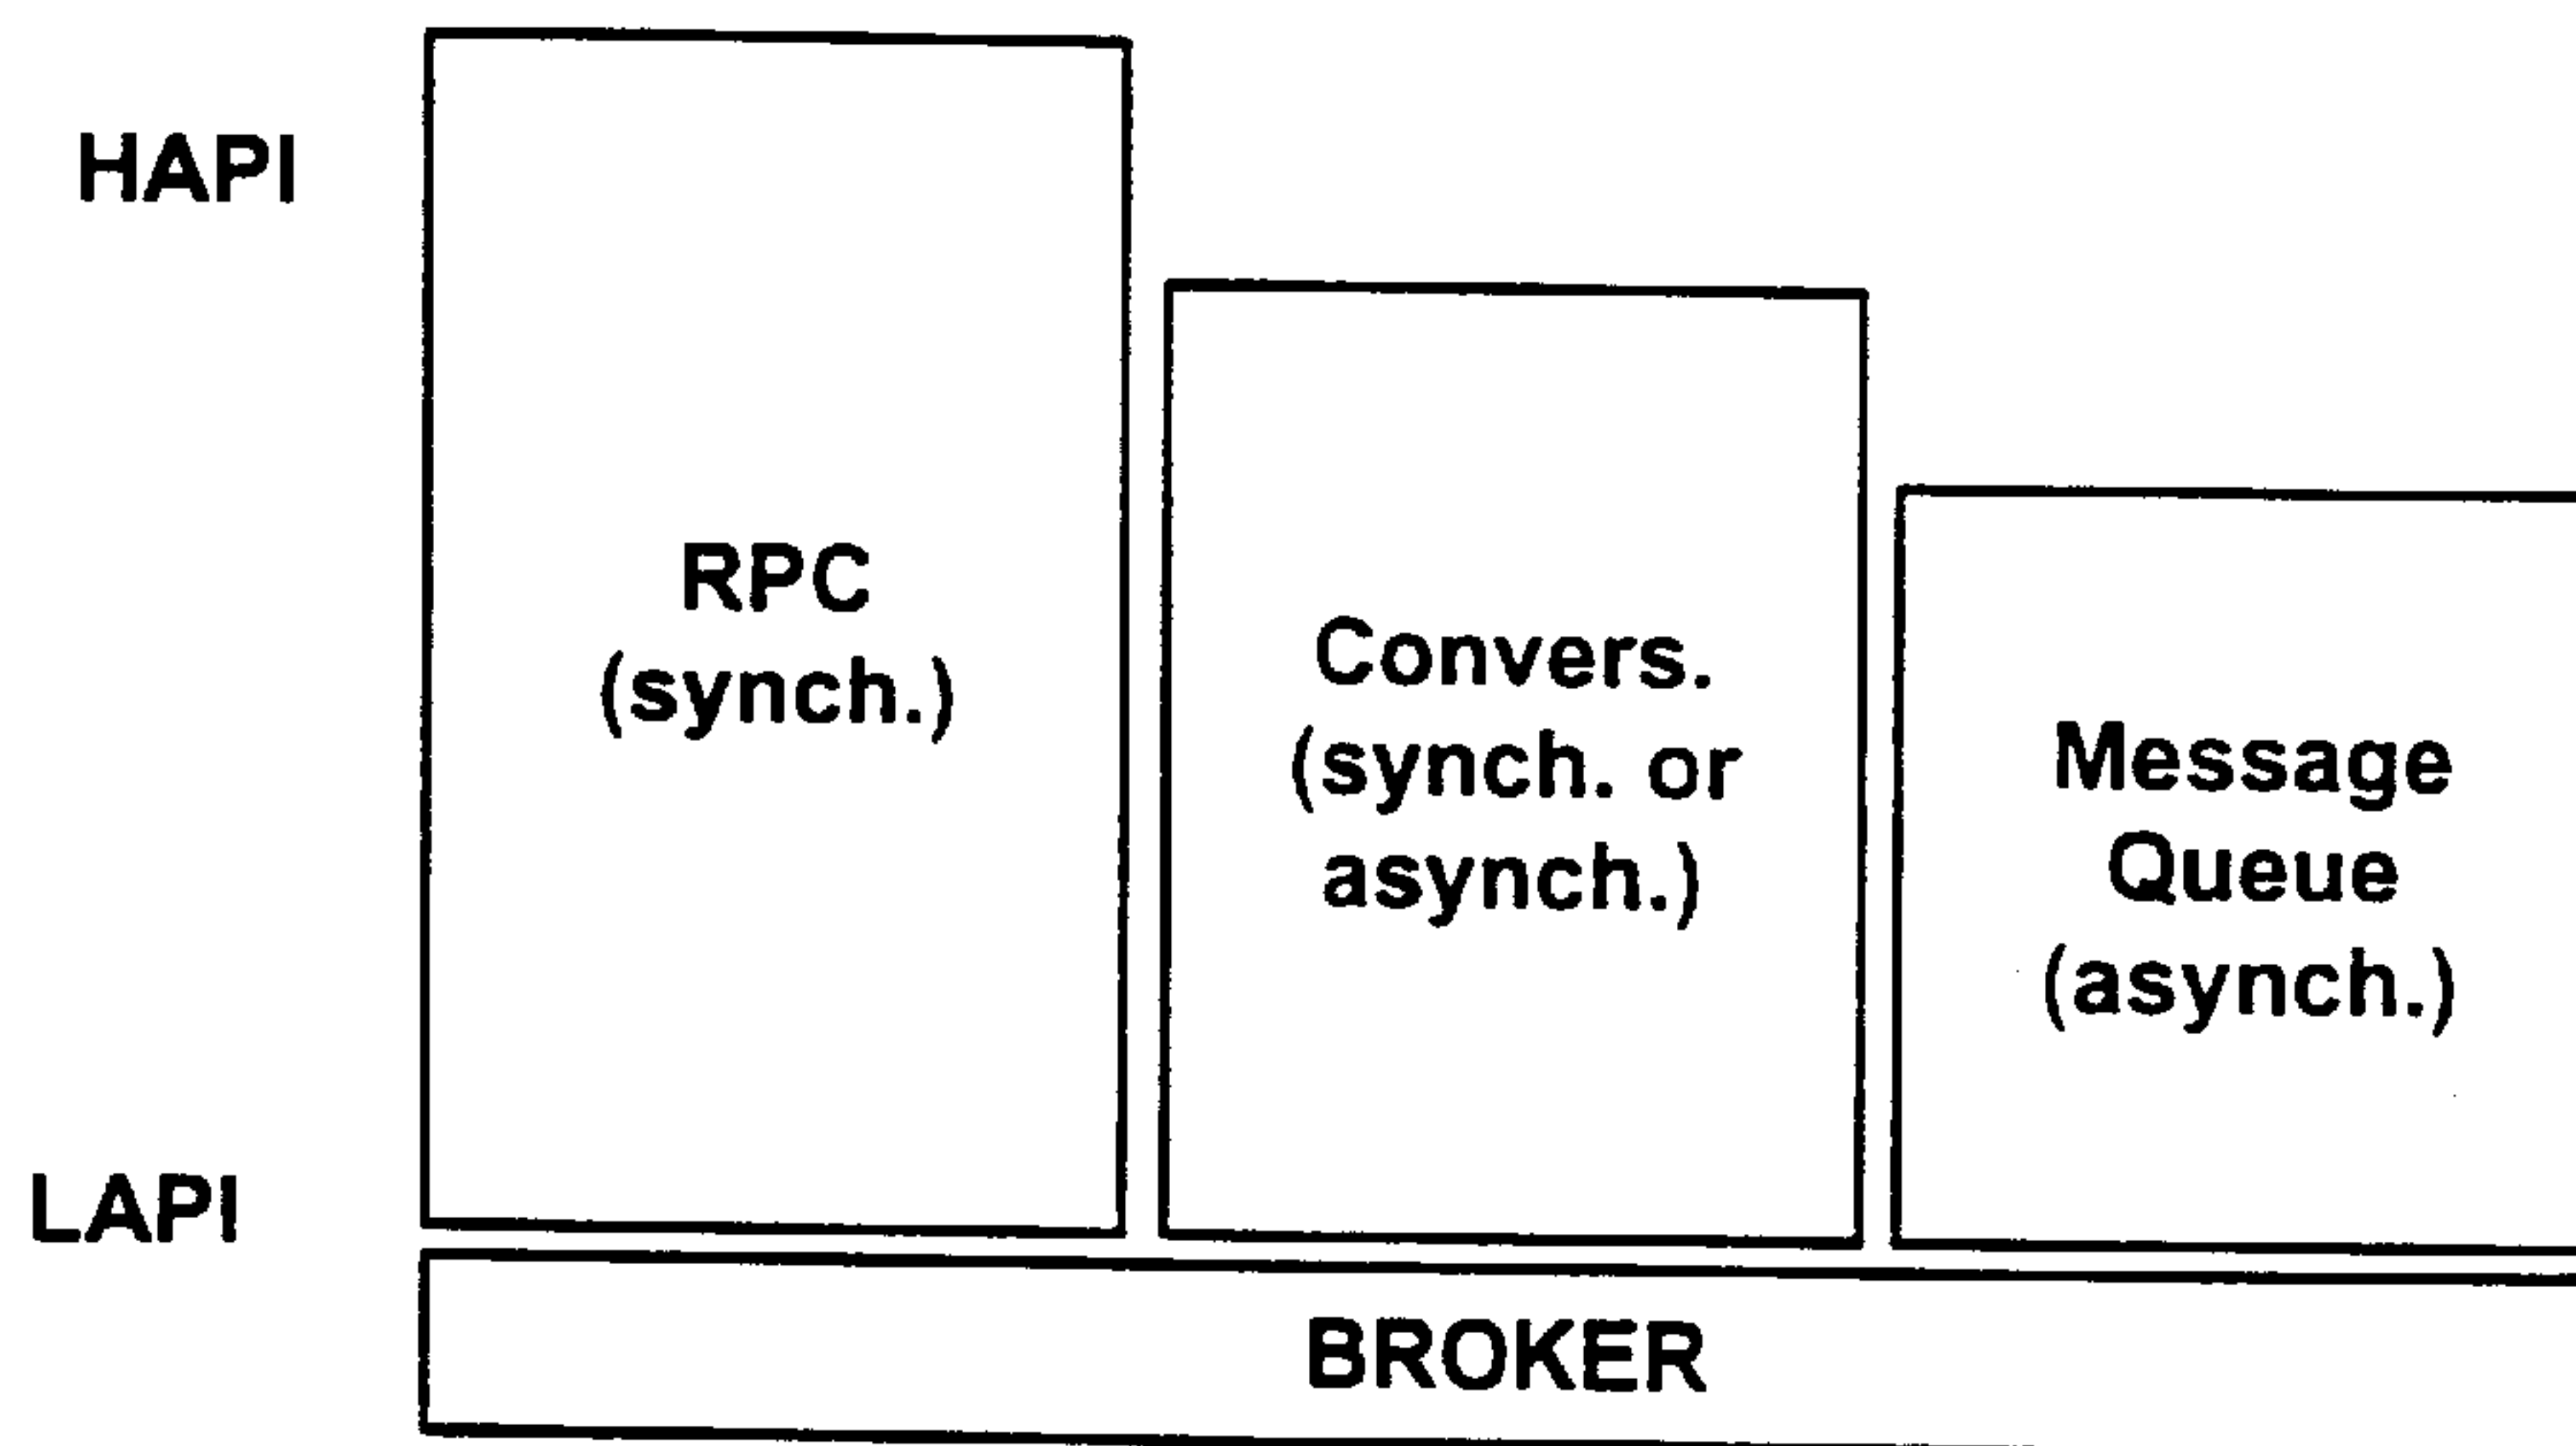 HAPI
RPC
(synch.)
Convers.
(synch. or
asynch.)
Message
Queue
(asynch.)
LAPI
BROKER